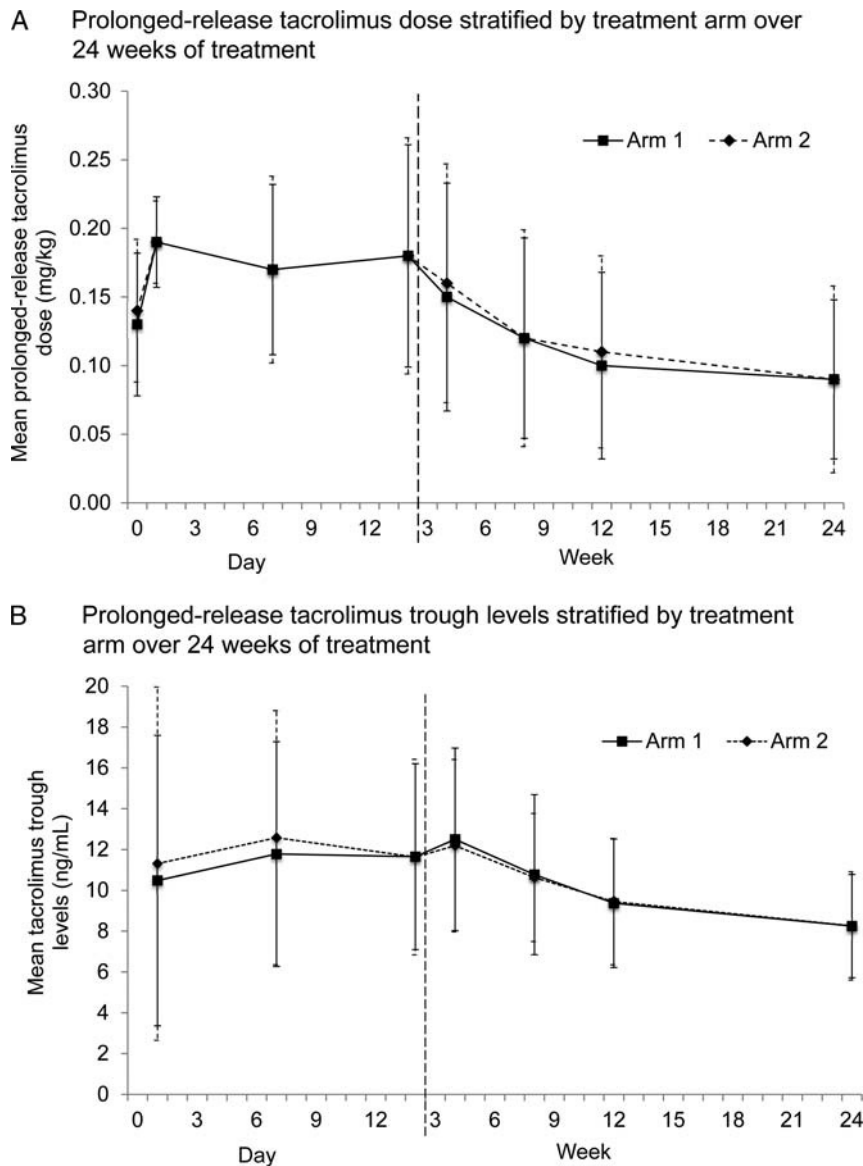 A Prolonged-release tacrolimus dose stratified by treatment arm over
24 weeks of treatment
0.30
0.25
0.20
0.15
0.10
0.05
0.00
Mean prolonged-release tacrolimus
dose (mg/kg)
Arm 1 Arm 2
0 3 6 9 12 3 6 9 12 15 18 21 24
Day Week
B Prolonged-release tacrolimus trough levels stratified by treatment
arm over 24 weeks of treatment
20
18
16
14
12
10
8
6
4
2
0
Mean tacrolimus trough
levels (ng/mL)
Arm 1 Arm 2
0 3 6 9 12 3 6 9 12 15 18 21 24
Day Week